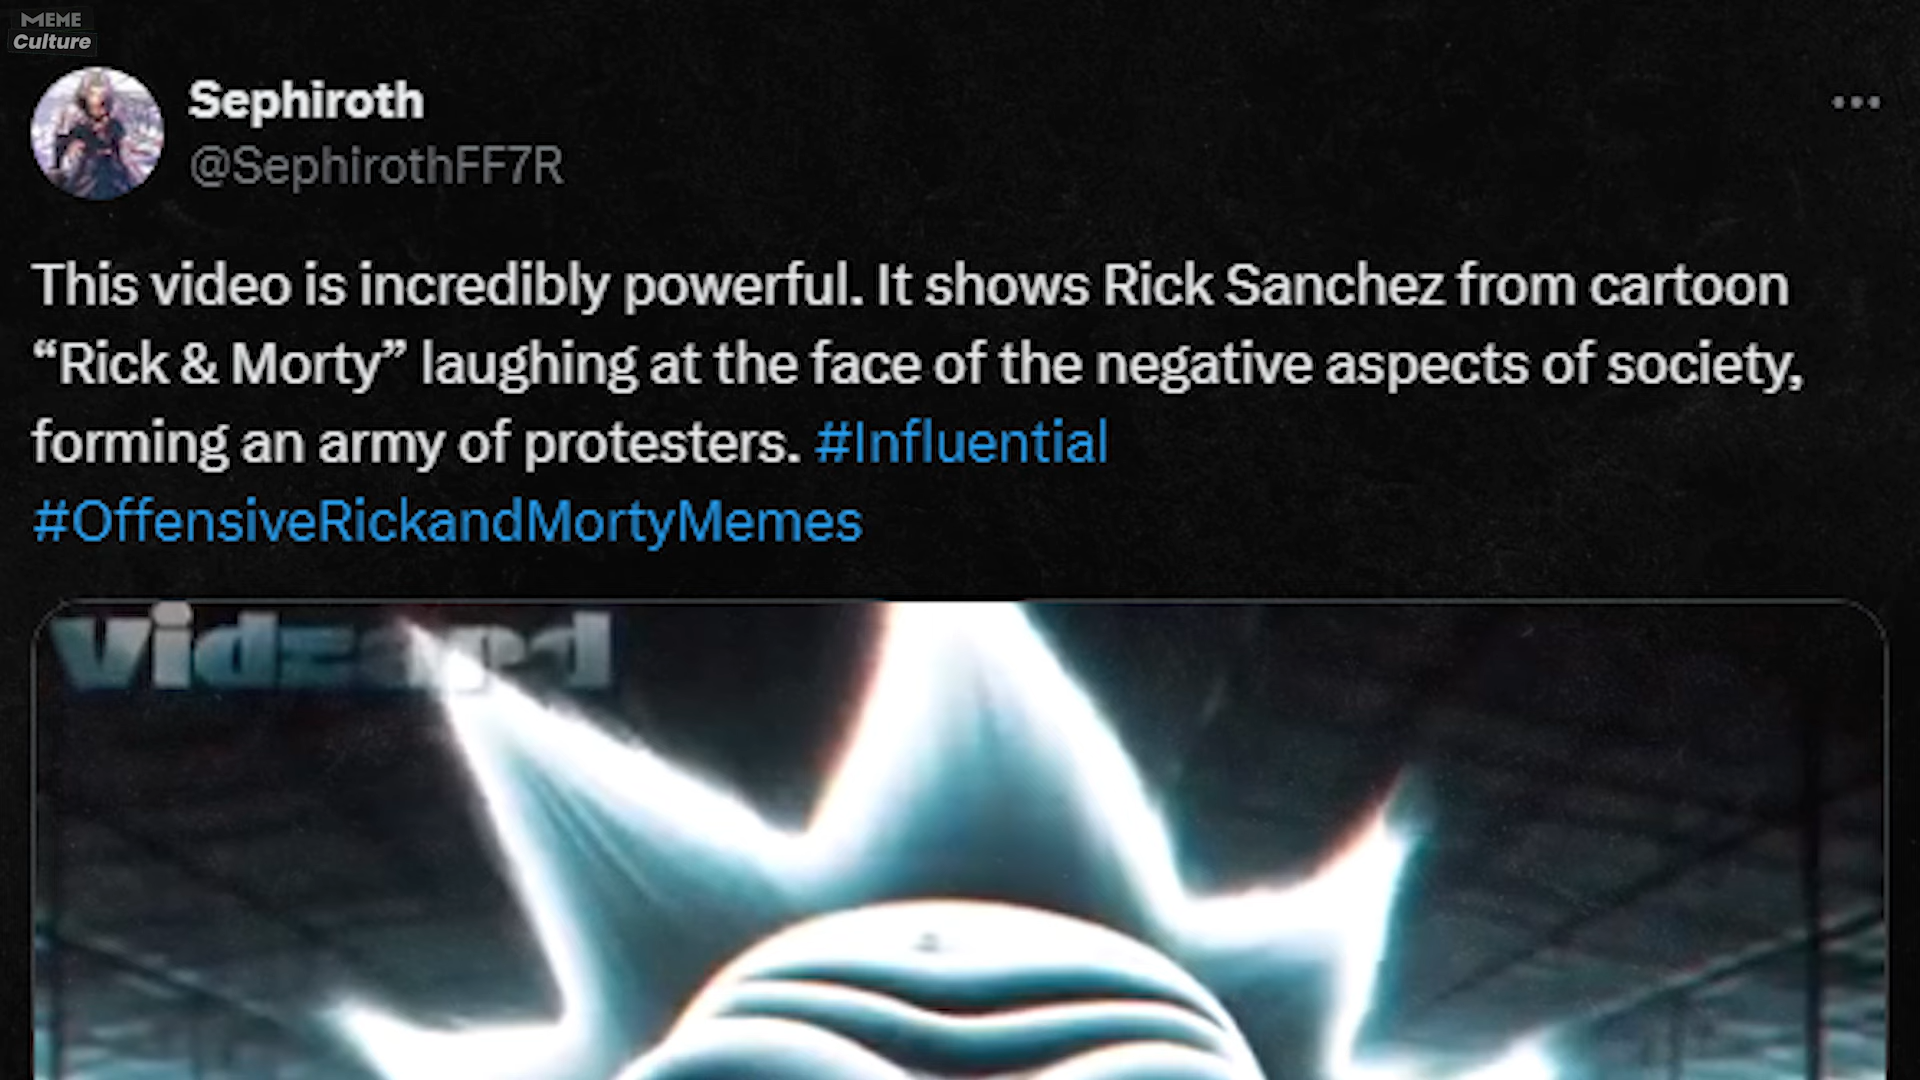 MEME
Culture
Sephiroth
@SephirothFF7R
This video is incredibly powerful. It shows Rick Sanchez from cartoon
“Rick & Morty” laughing at the face of the negative aspects of society,
forming an army of protesters. #Influential
#OffensiveRickandMortyMemes